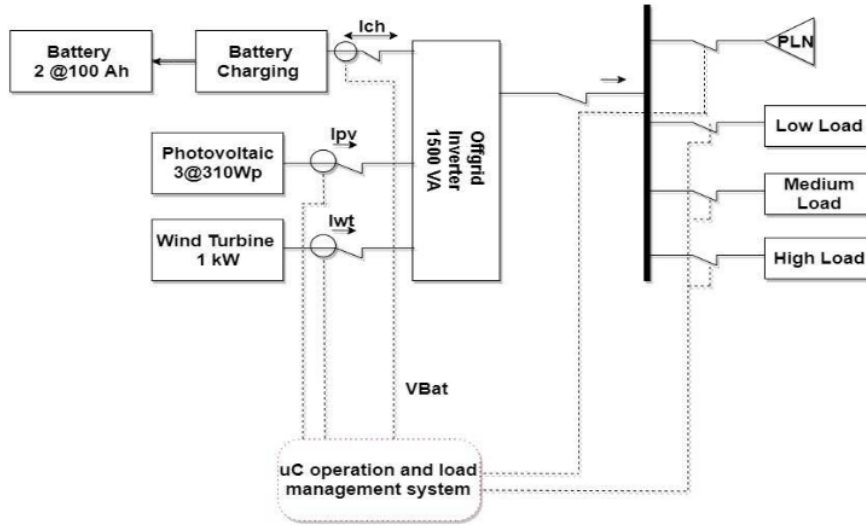 Ich
Battery
2 @100 Ah
Battery
Charging
PLN
Offgrid
Inverter
1500 VA
Low Load
Ipv
Photovoltaic
3@310Wp
Medium
Load
Iwt
Wind Turbine
1 kW
High Load
VBat
uC operation and load
management system